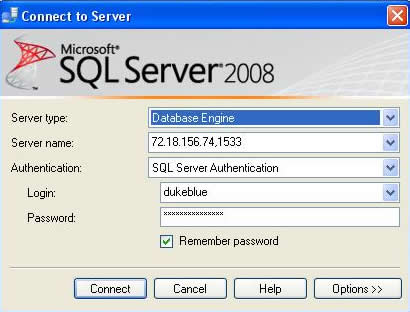 Connect to Server
Microsoft®
SQL Server®2008
Server type: Database Engine
Server name: 72.18.156.74,1533
Authentication: SQL Server Authentication
Login: dukeblue
Password: ***************
Remember password
Connect Cancel Help Options >>